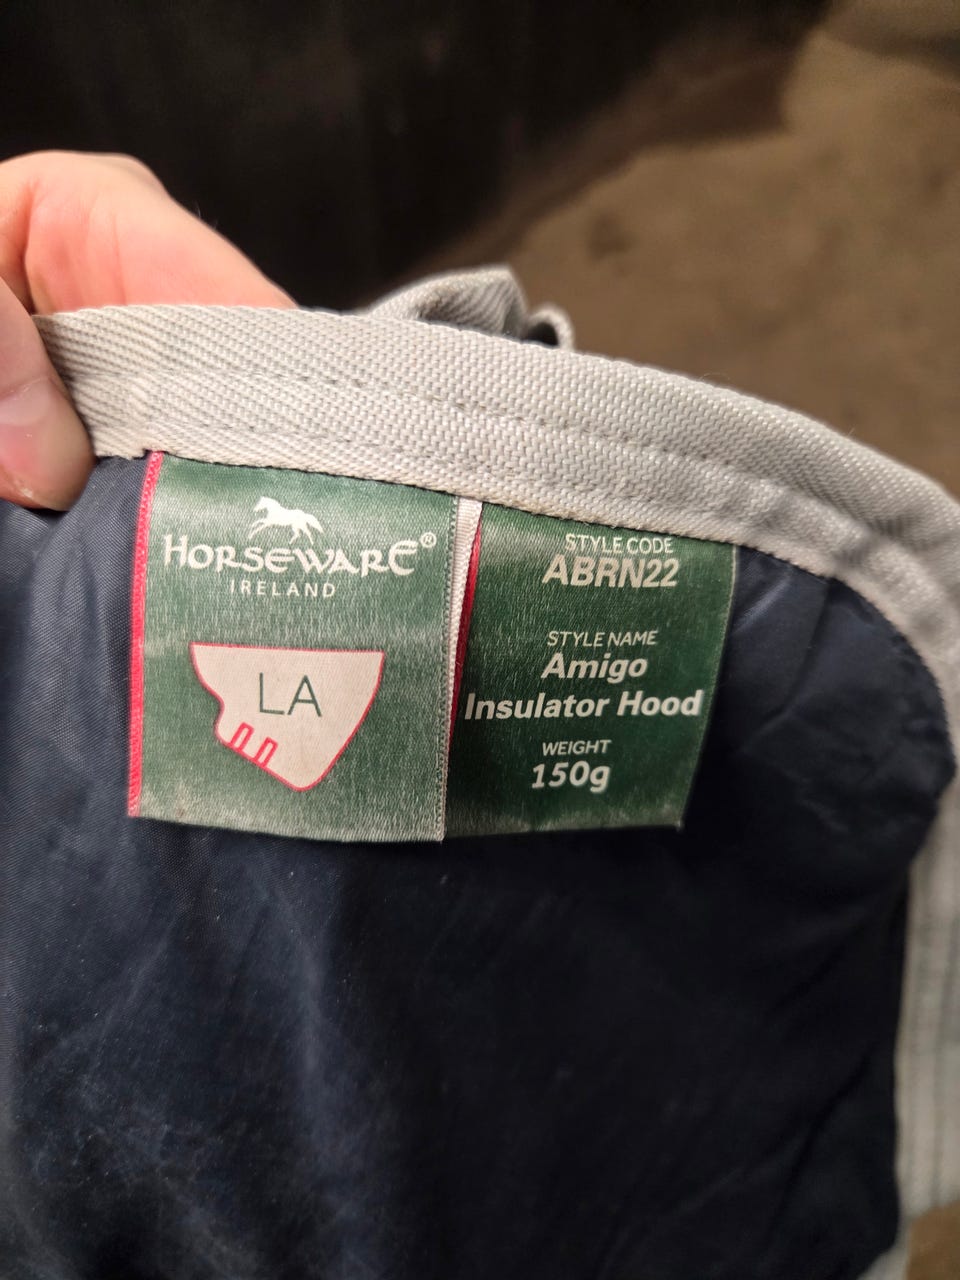 HORSEWARE®
IRELAND
LA
STYLE CODE
ABRN22
STYLE NAME
Amigo
Insulator Hood
WEIGHT
150g